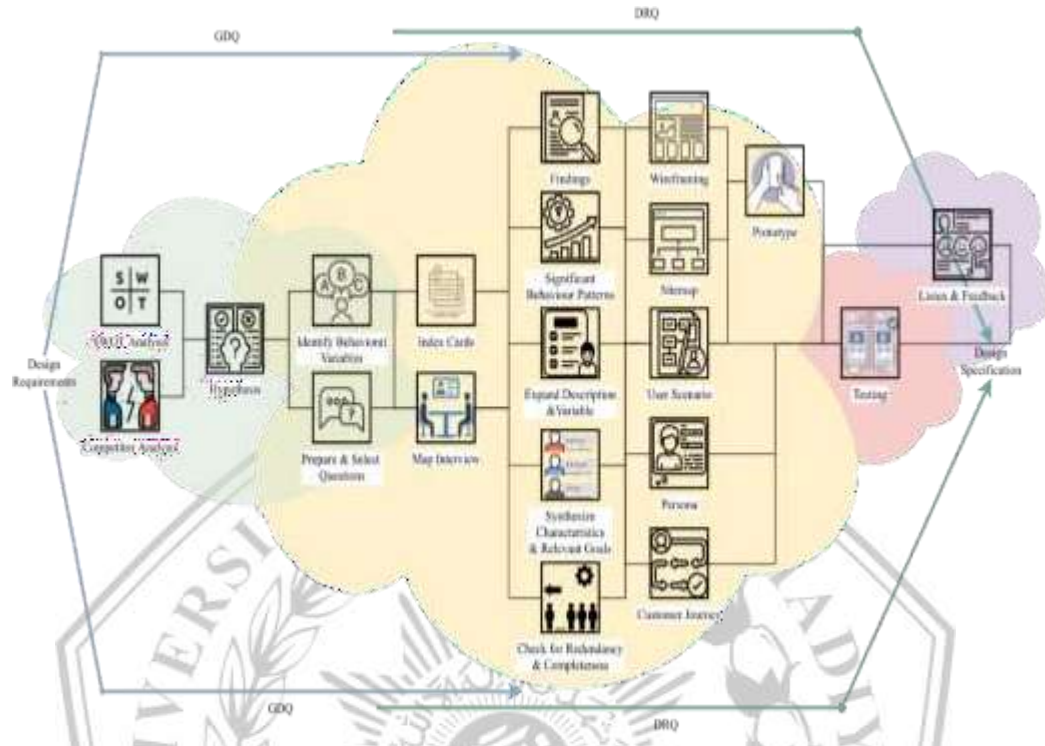 DRQ
GDQ
Findings
Wireframing
Prototype
S W
O T
SWOT Analysis
Hypothesis
A B C
Identify Behavioral
Variables
Index Cards
Significant
Behaviour Patterns
Sitemap
Listen & Feedback
Design
Requirements
Competitor Analysis
Prepare & Select
Questions
Map Interview
Expand Description
&Variable
User Scenario
Testing
Design
Specification
Synthesize
Characteristics
& Relevant Goals
Persona
Check for Redundancy
& Completeness
Customer Journey
GDQ
DRQ